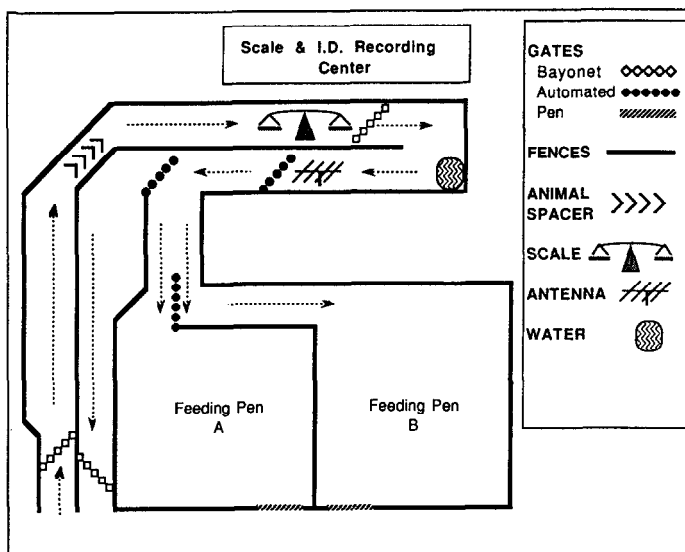 Scale & I.D. Recording
Center
GATES
Bayonet
Automated
Pen
FENCES
ANIMAL
SPACER
SCALE
ANTENNA
WATER
Feeding Pen
A
Feeding Pen
B